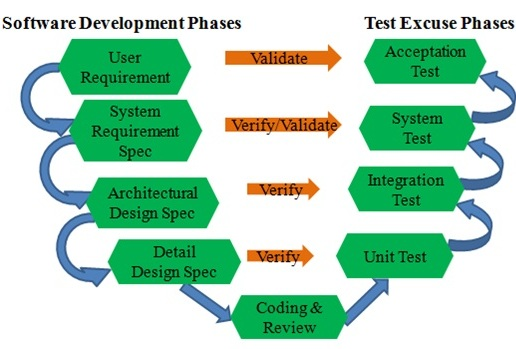 Software Development Phases
Test Excuse Phases
User
Requirement
Validate
Acceptation
Test
System
Requirement
Spec
Verify/Validate
System
Test
Architectural
Design Spec
Verify
Integration
Test
Detail
Design Spec
Verify
Unit Test
Coding &
Review